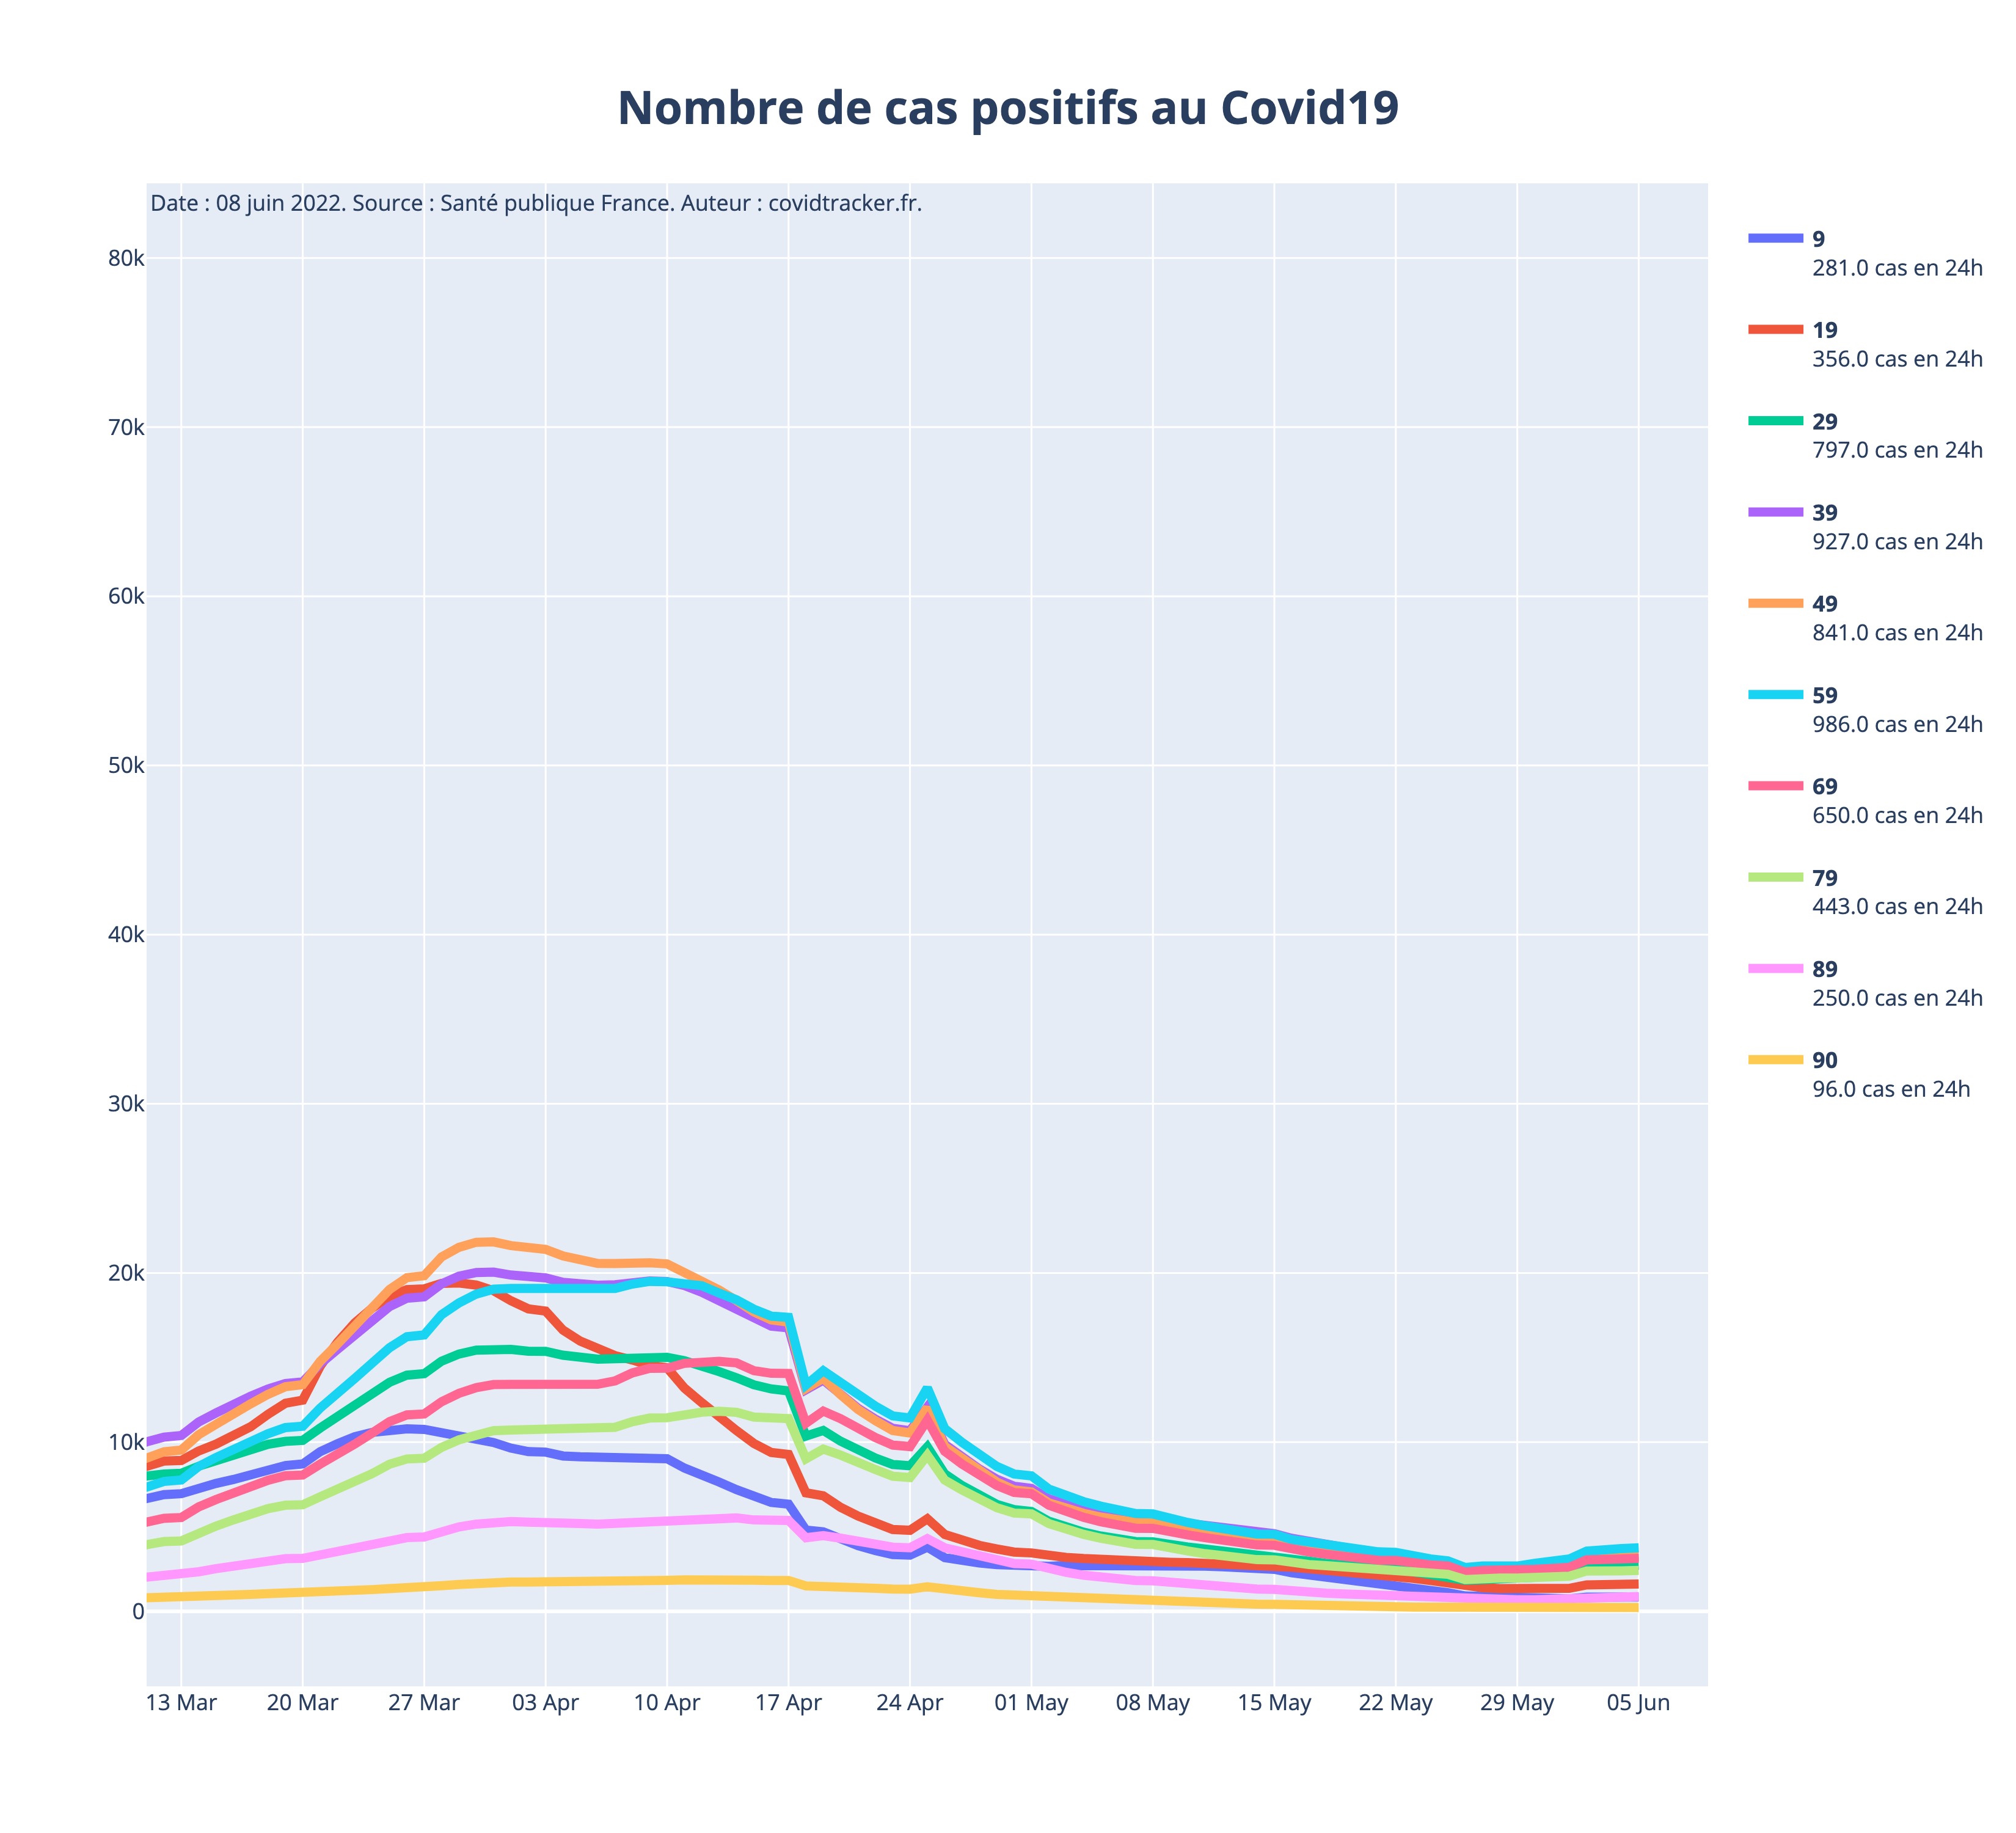 Nombre de cas positifs au Covid19
Date : 08 juin 2022. Source : Santé publique France. Auteur : covidtracker.fr.
80k
70k
60k
50k
40k
30k
20k
10k
0
13 Mar
20 Mar
27 Mar
03 Apr
10 Apr
17 Apr
24 Apr
01 May
08 May
15 May
22 May
29 May
05 Jun
9
281.0 cas en 24h
19
356.0 cas en 24h
29
797.0 cas en 24h
39
927.0 cas en 24h
49
841.0 cas en 24h
59
986.0 cas en 24h
69
650.0 cas en 24h
79
443.0 cas en 24h
89
250.0 cas en 24h
90
96.0 cas en 24h